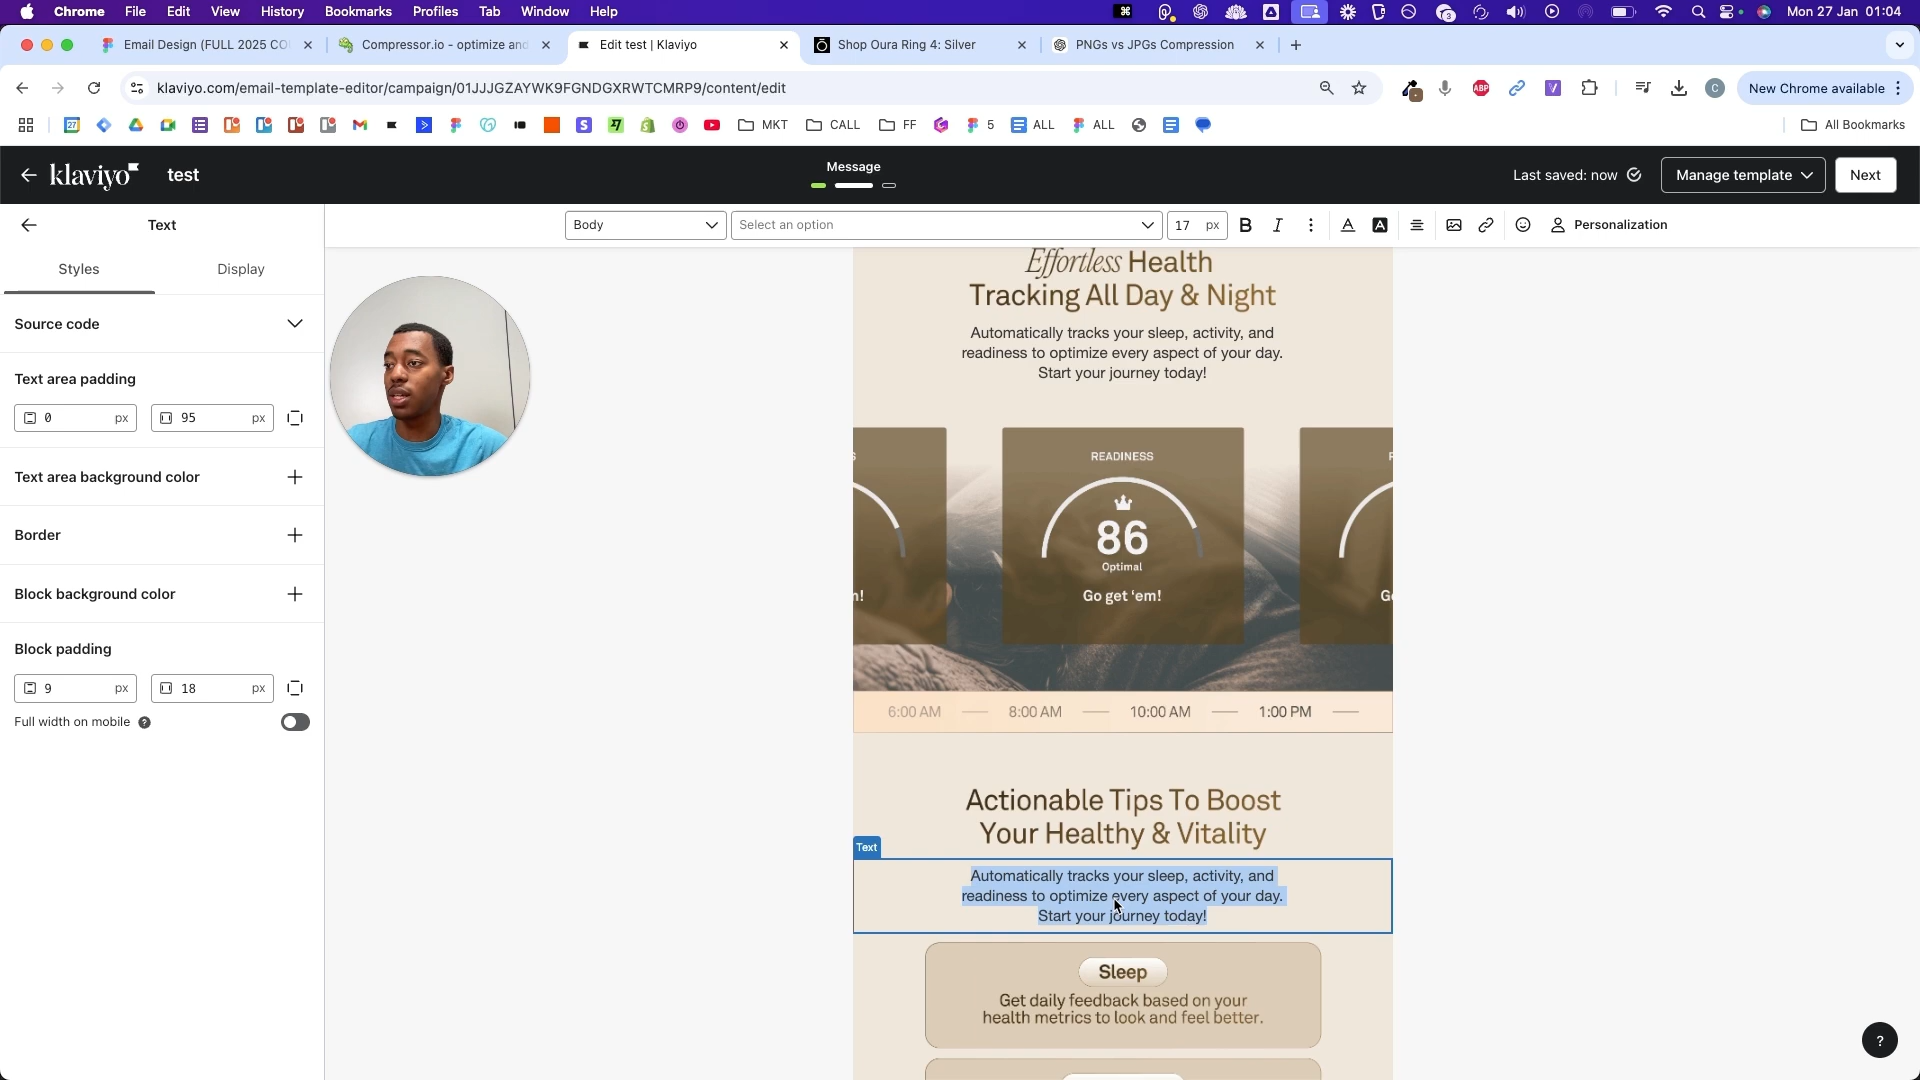 Chrome File Edit View History Bookmarks Profiles Tab Window Help
3
Mon 27 Jan 01:04
Email Design (FULL 2025 CO
Compressor.io - optimize and
Edit test | Klaviyo
Shop Oura Ring 4: Silver
PNGs vs JPGs Compression
klaviyo.com/email-template-editor/campaign/01JJJGZAYWK9FGNDGXRWTCMRP9/content/edit
ABP
C
New Chrome available
27
MKT
CALL
FF
5
ALL
ALL
All Bookmarks
klaviyo
test
Message
Last saved: now
Manage template
Next
Text
Body
Select an option
17 px
B
I
A
A
Personalization
Styles
Display
Source code
Text area padding
0 px
95 px
Text area background color
Border
Block background color
Block padding
9 px
18 px
Full width on mobile ?
Effortless Health
Tracking All Day & Night
Automatically tracks your sleep, activity, and
readiness to optimize every aspect of your day.
Start your journey today!
READINESS
86
Optimal
Go get 'em!
6:00 AM
8:00 AM
10:00 AM
1:00 PM
Actionable Tips To Boost
Your Healthy & Vitality
Text
Automatically tracks your sleep, activity, and
readiness to optimize every aspect of your day.
Start your journey today!
Sleep
Get daily feedback based on your
health metrics to look and feel better.
?